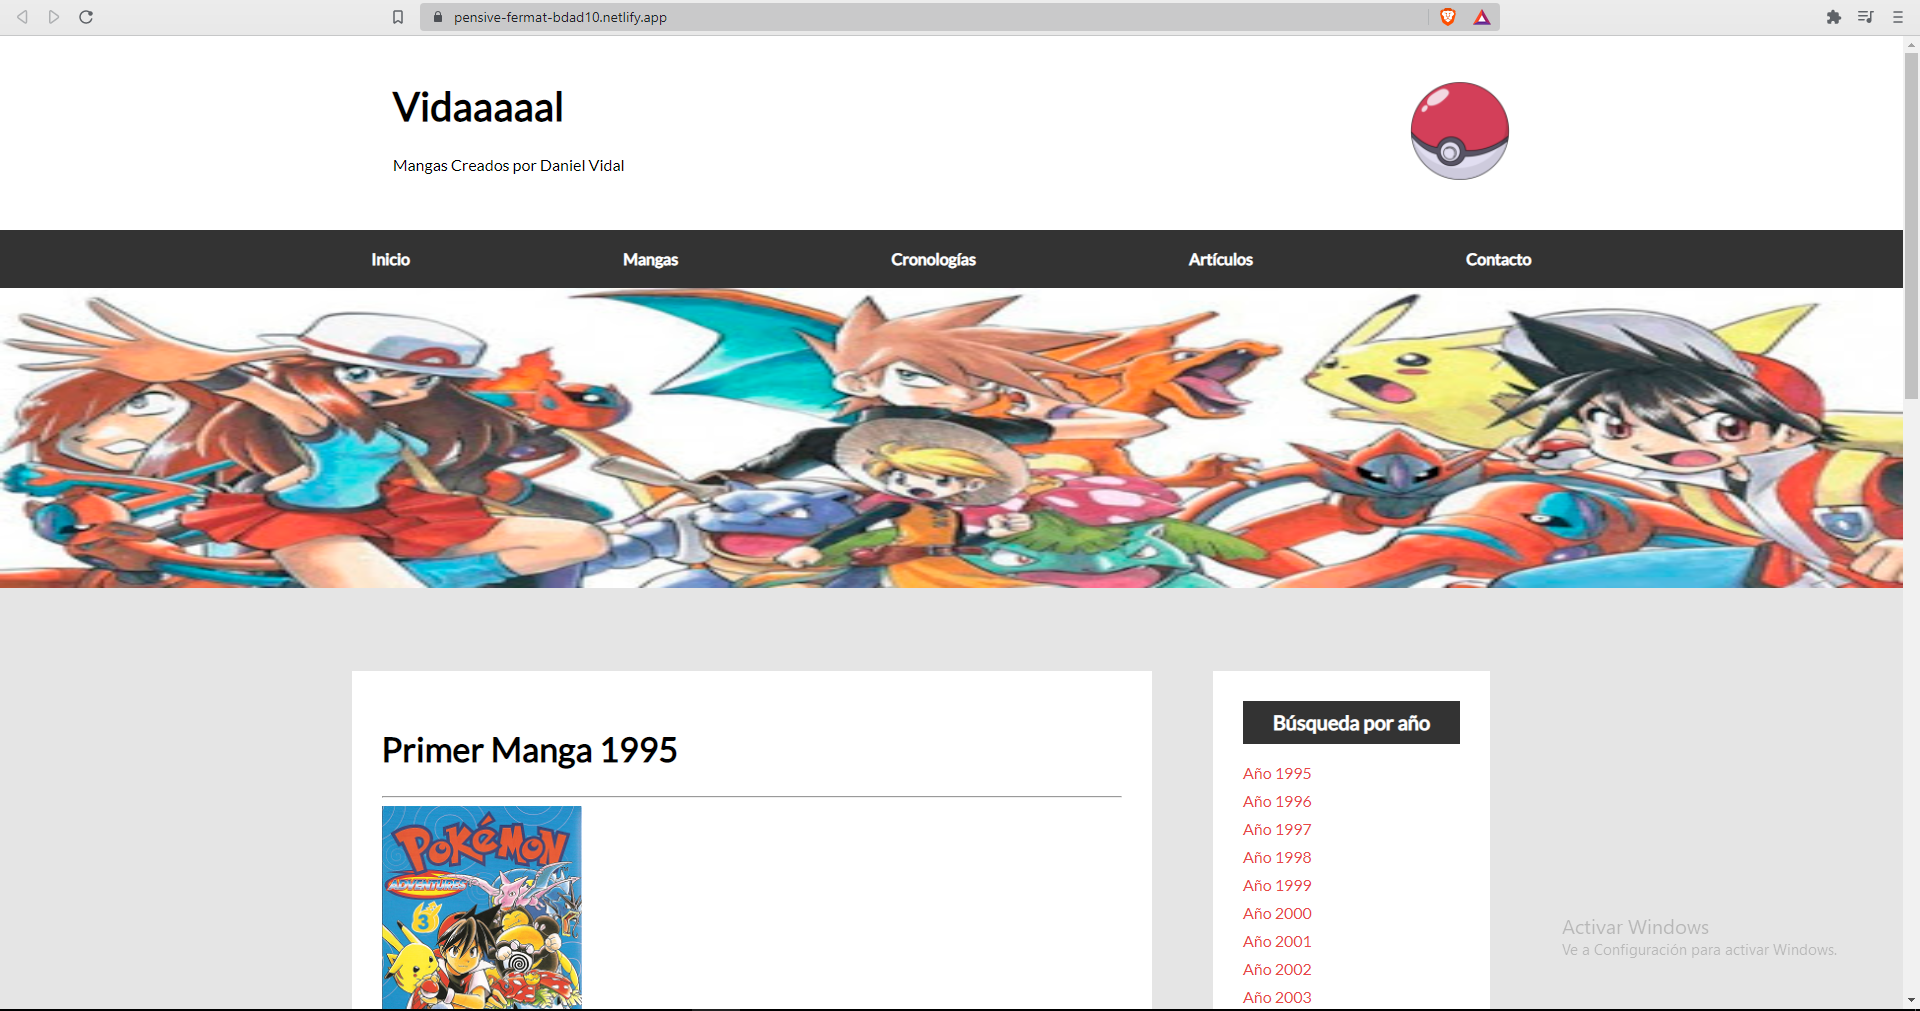 pensive-fermat-bdad10.netlify.app
Vidaaaaal
Mangas Creados por Daniel Vidal
Inicio
Mangas
Cronologías
Artículos
Contacto
Primer Manga 1995
POKéMON
ADVENTURES
3
Búsqueda por año
Año 1995
Año 1996
Año 1997
Año 1998
Año 1999
Año 2000
Año 2001
Año 2002
Año 2003
Activar Windows
Ve a Configuración para activar Windows.